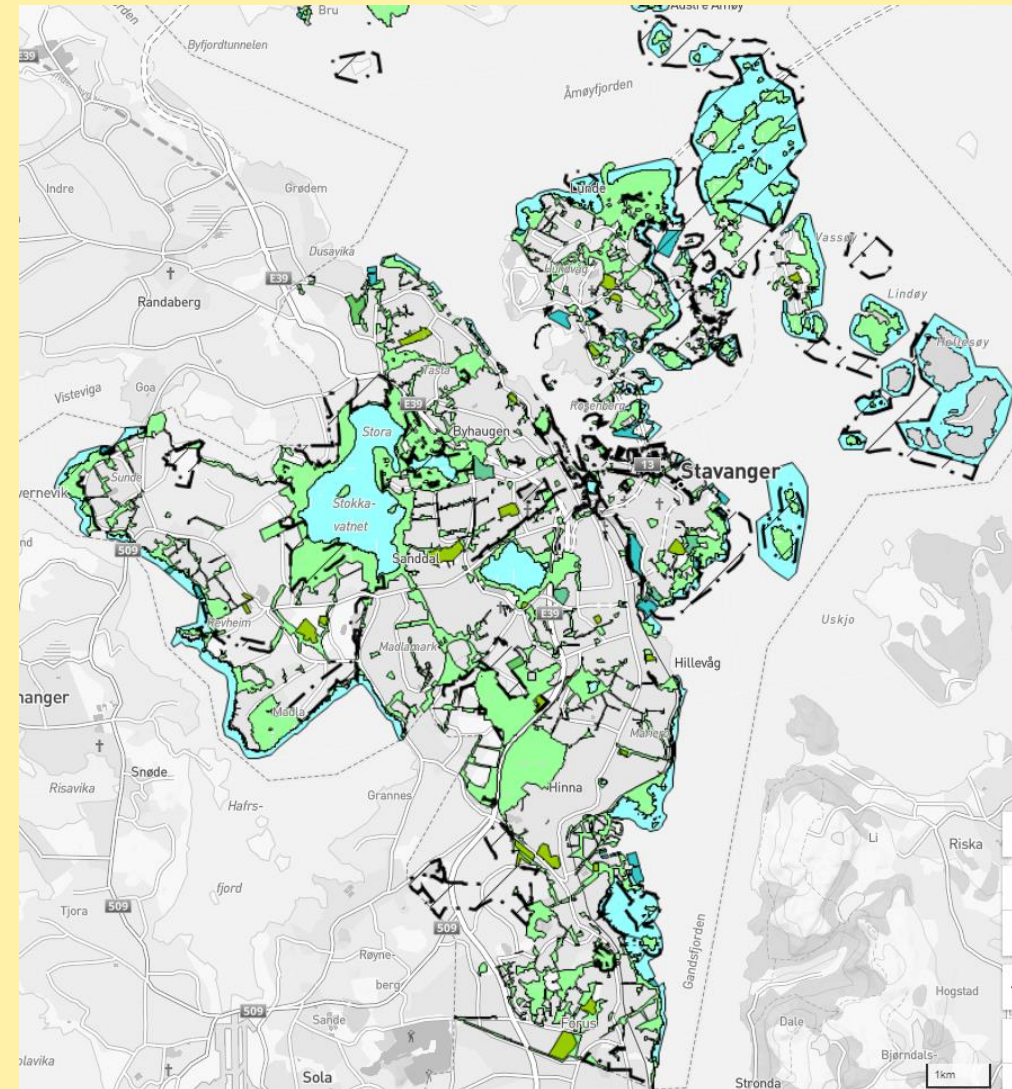 Bru
Austre Åmøy
Byfjordtunnelen
E39
Åmøyfjorden
Indre
Grødem
Lunde
Dusavika
Vassøy
Hundvåg
E39
Lindøy
Randaberg
Hellesøy
Tasta
Visteviga
Goa
E39
Rosenberg
Stora
Byhaugen
13
Stavanger
Sunde
Stokka-
vatnet
509
Sanddal
E39
Uskjo
Revheim
Madlamark
Hillevåg
Madla
Snøde
Risavika
Grannes
Hinna
Hafrs-
fjord
Li
Riska
509
Tjora
509
Røyne-
berg
Gandsfjorden
Hogstad
509
Sande
Forus
Dale
Bjørndals-
Sola
Stronda
1km